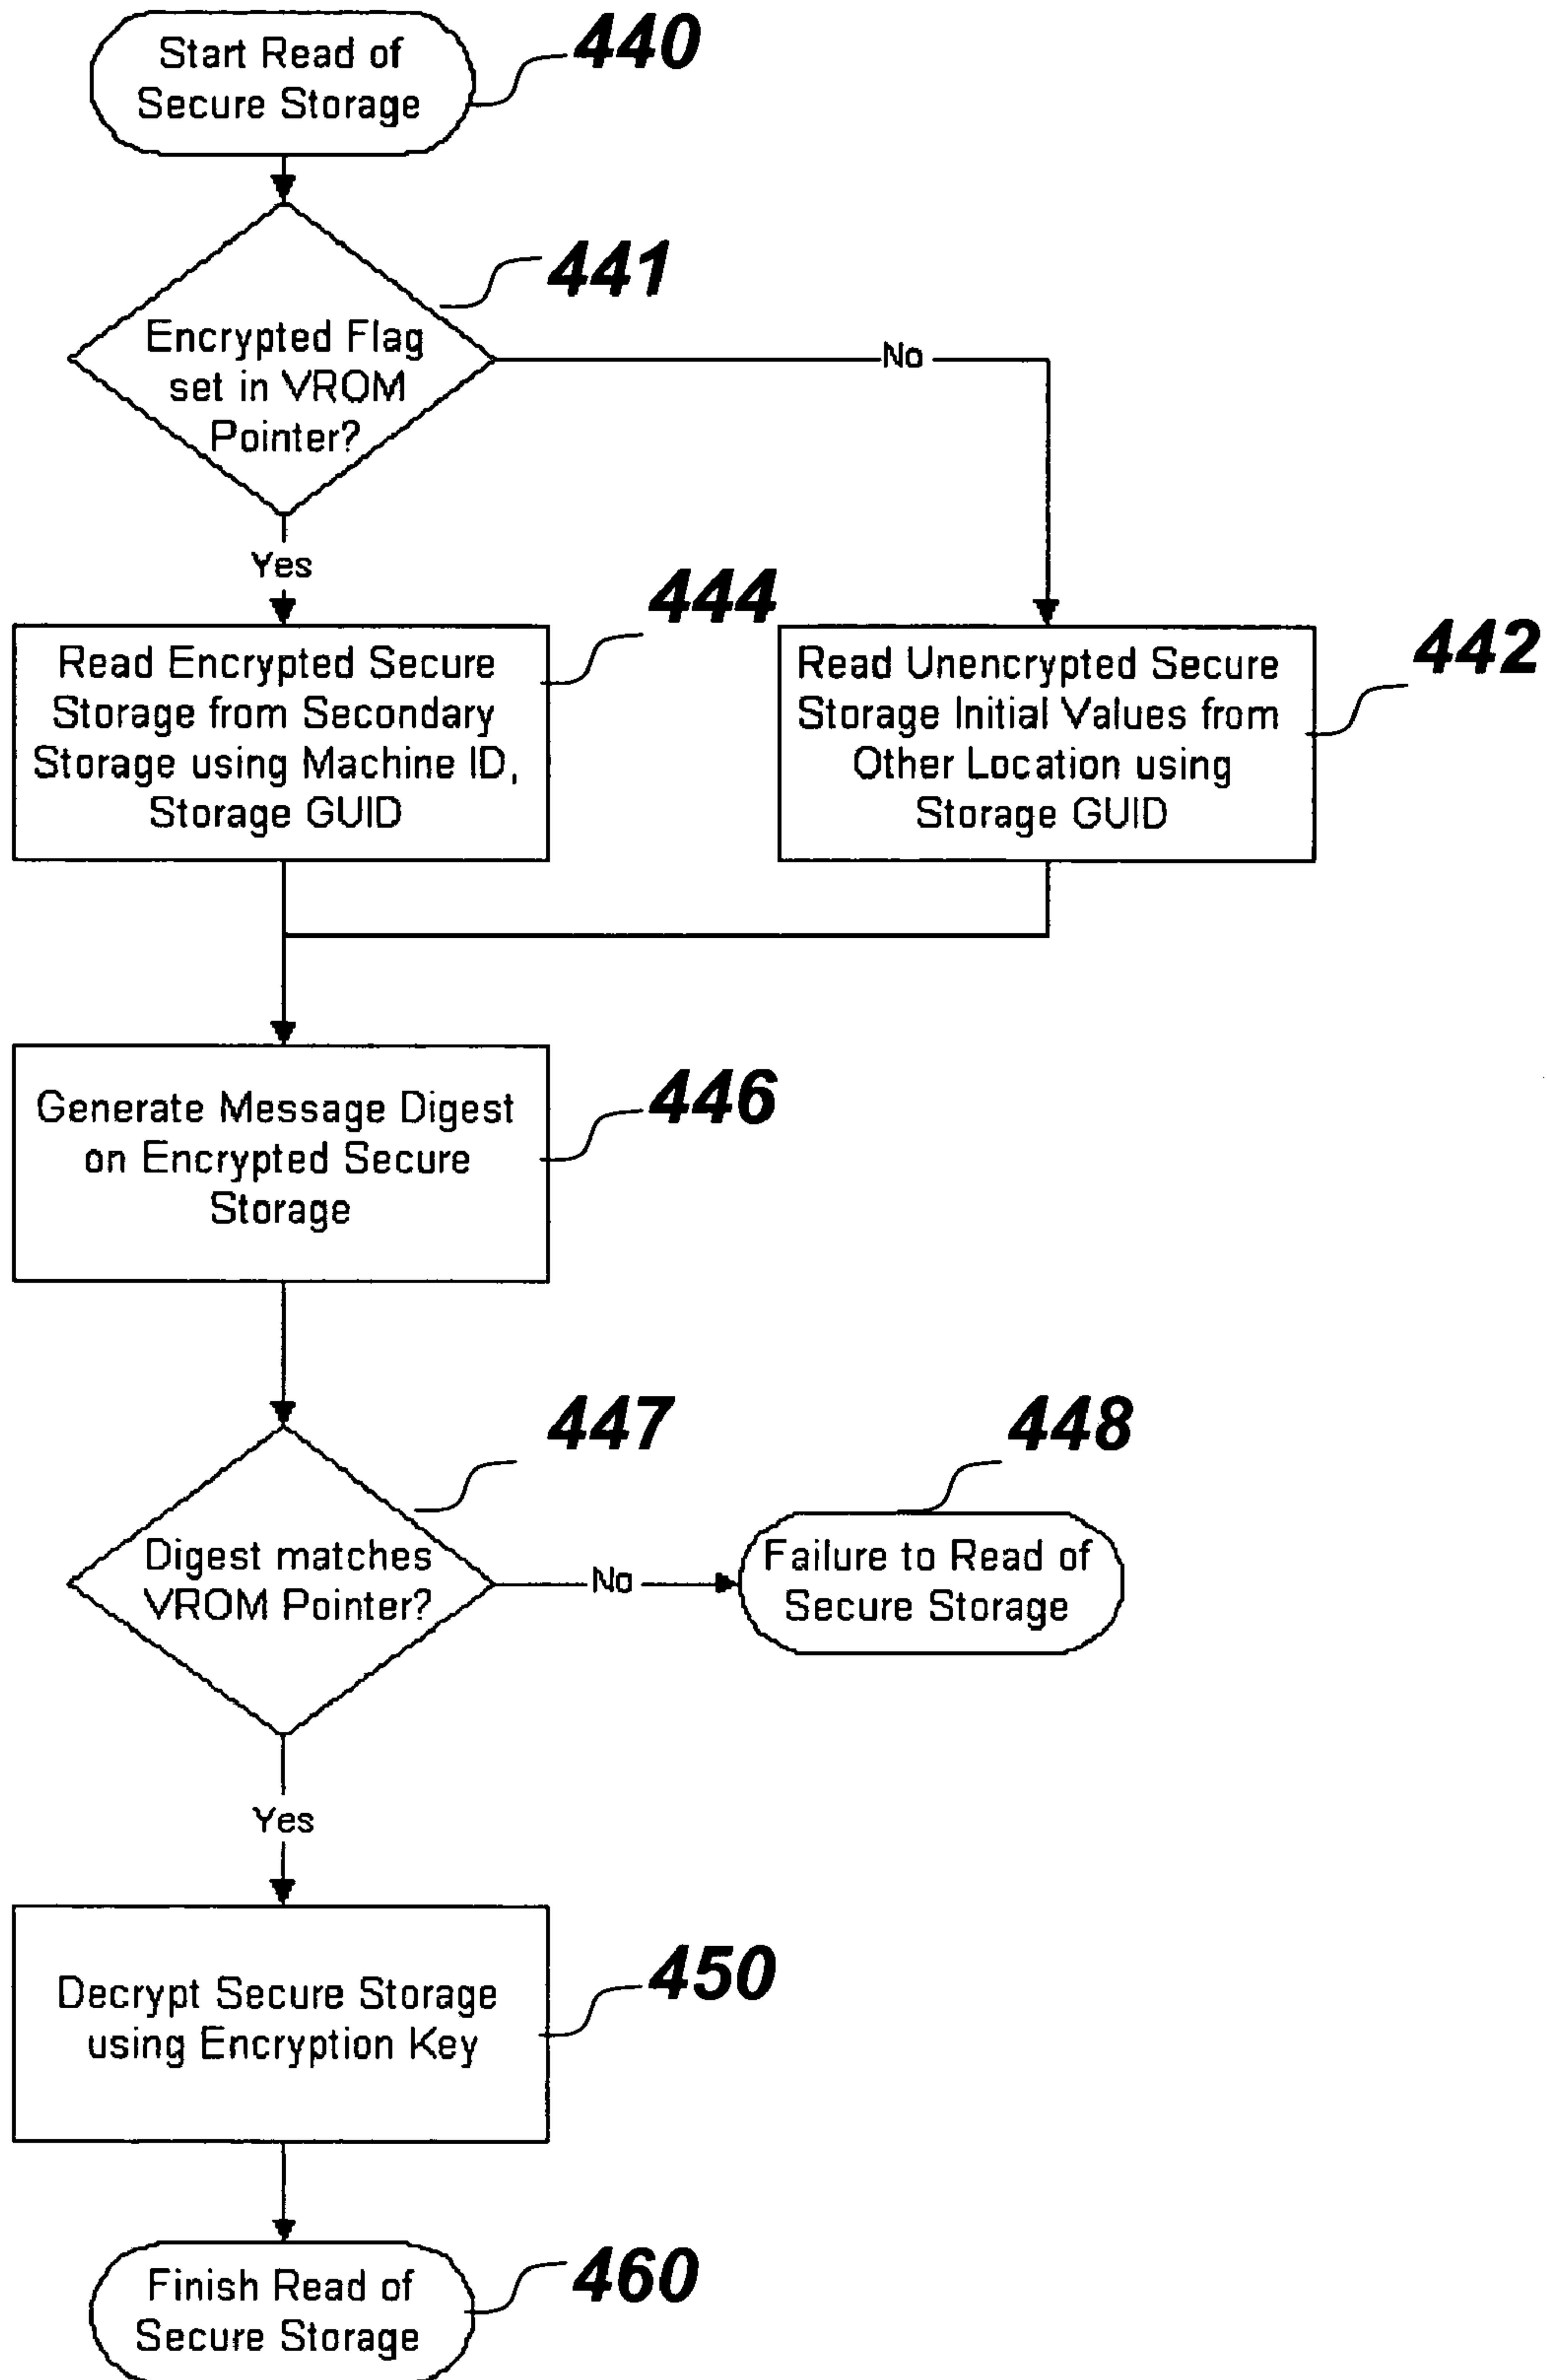 Start Read of
Secure Storage
440
441
Encrypted Flag
set in VROM
Pointer?
No
Yes
444
Read Encrypted Secure
Storage from Secondary
Storage using Machine ID,
Storage GUID
442
Read Unencrypted Secure
Storage Initial Values from
Other Location using
Storage GUID
446
Generate Message Digest
on Encrypted Secure
Storage
447
Digest matches
VROM Pointer?
No
448
Failure to Read of
Secure Storage
Yes
450
Decrypt Secure Storage
using Encryption Key
460
Finish Read of
Secure Storage